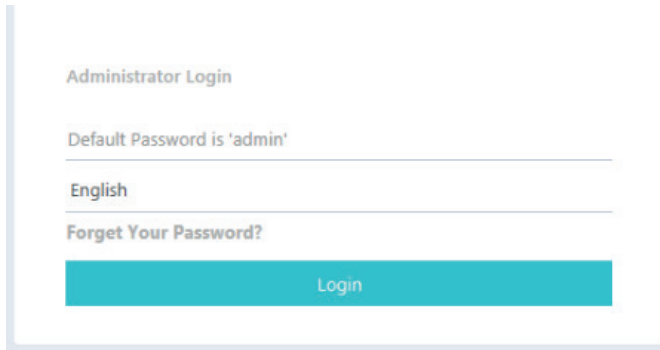 Administrator Login
Default Password is 'admin'
English
Forget Your Password?
Login